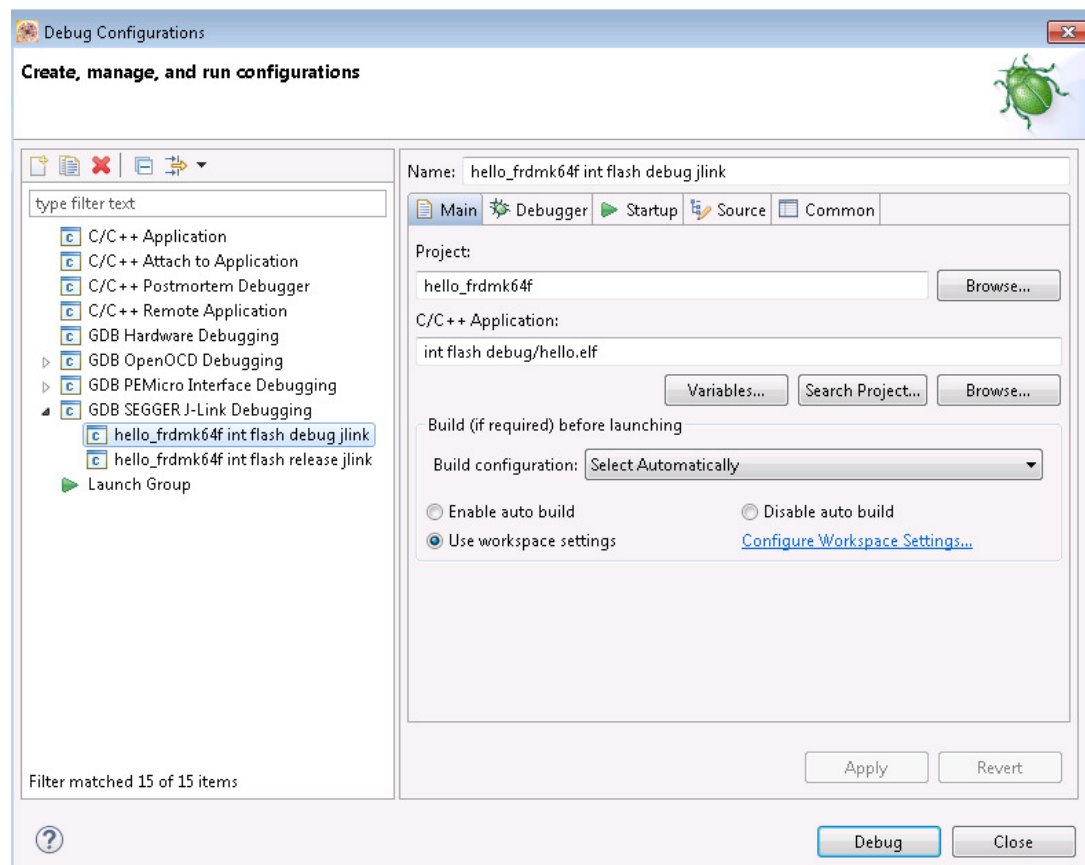 Debug Configurations
Create, manage, and run configurations
type filter text
C/C++ Application
C/C++ Attach to Application
C/C++ Postmortem Debugger
C/C++ Remote Application
GDB Hardware Debugging
GDB OpenOCD Debugging
GDB PEMicro Interface Debugging
GDB SEGGER J-Link Debugging
hello_frdmk64f int flash debug jlink
hello_frdmk64f int flash release jlink
Launch Group
Filter matched 15 of 15 items
Name: hello_frdmk64f int flash debug jlink
Main Debugger Startup Source Common
Project:
hello_frdmk64f Browse...
C/C++ Application:
int flash debug/hello.elf
Variables... Search Project... Browse...
Build (if required) before launching
Build configuration: Select Automatically
Enable auto build Disable auto build
Use workspace settings Configure Workspace Settings...
Apply Revert
? Debug Close